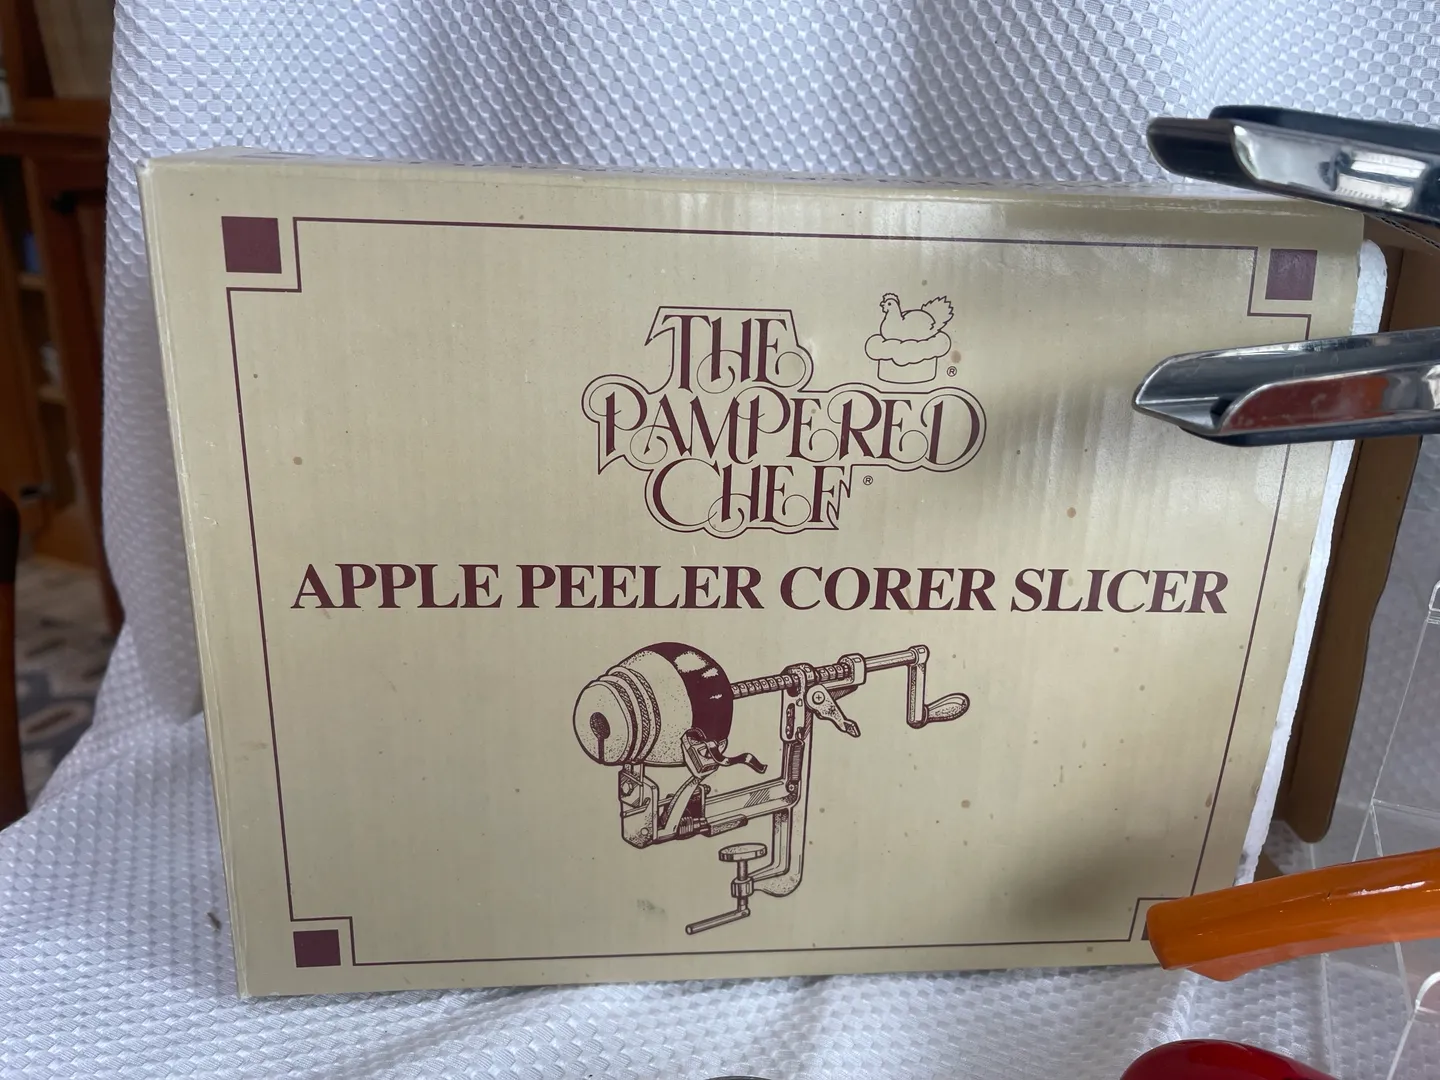 THE
PAMPERED
CHEF®
®
APPLE PEELER CORER SLICER